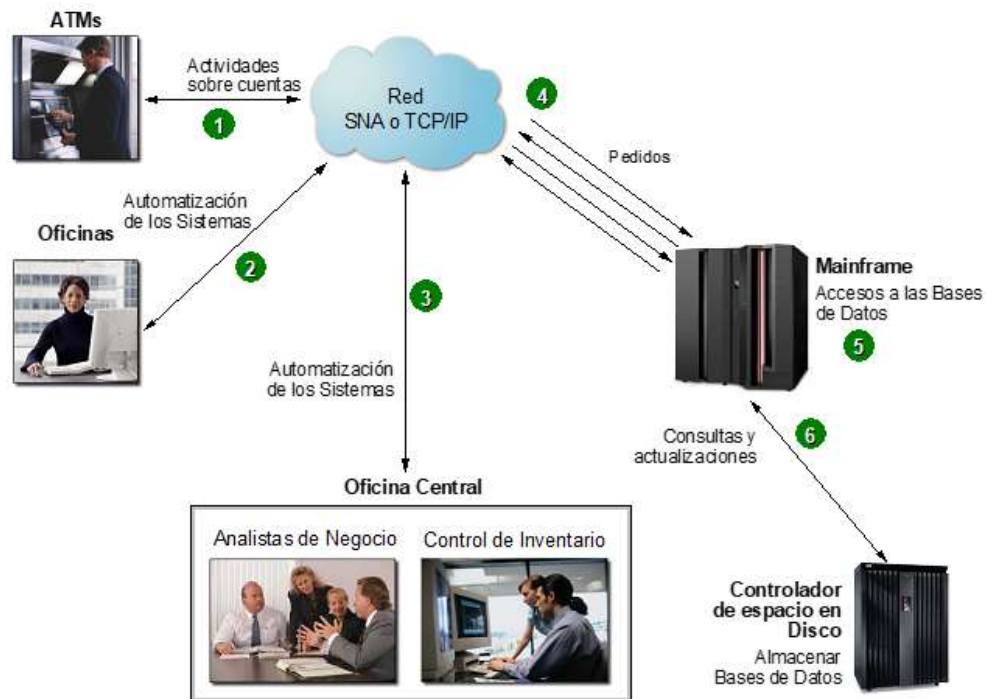 ATMs
Actividades
sobre cuentas
1
Red
SNA o TCP/IP
4
Pedidos
Automatización
de los Sistemas
Oficinas
2
3
Mainframe
Accesos a las Bases
de Datos
5
Automatización
de los Sistemas
Consultas y
actualizaciones
6
Oficina Central
Analistas de Negocio
Control de Inventario
Controlador
de espacio en
Disco
Almacenar
Bases de Datos